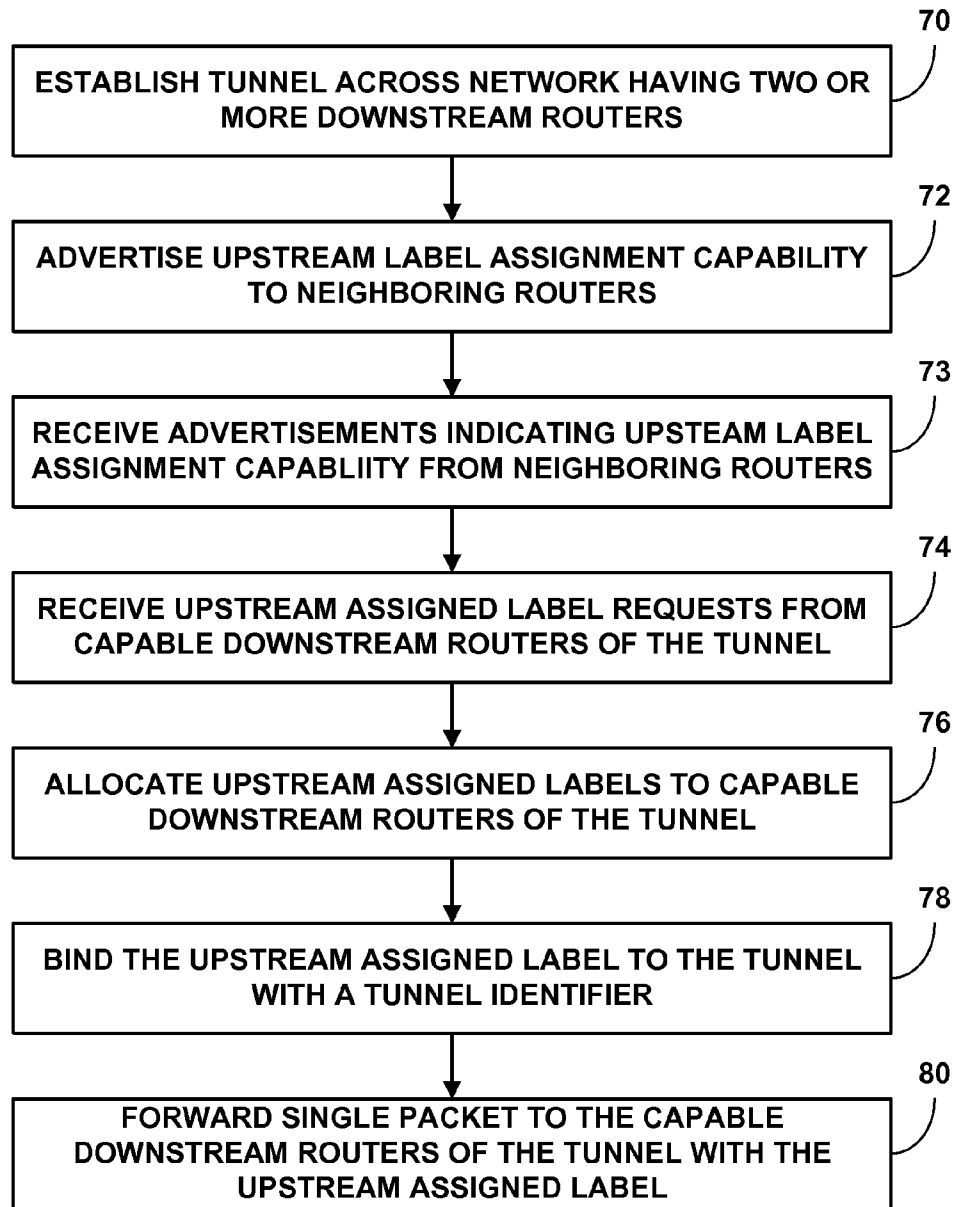 70
ESTABLISH TUNNEL ACROSS NETWORK HAVING TWO OR
MORE DOWNSTREAM ROUTERS
72
ADVERTISE UPSTREAM LABEL ASSIGNMENT CAPABILITY
TO NEIGHBORING ROUTERS
73
RECEIVE ADVERTISEMENTS INDICATING UPSTEAM LABEL
ASSIGNMENT CAPABLIITY FROM NEIGHBORING ROUTERS
74
RECEIVE UPSTREAM ASSIGNED LABEL REQUESTS FROM
CAPABLE DOWNSTREAM ROUTERS OF THE TUNNEL
76
ALLOCATE UPSTREAM ASSIGNED LABELS TO CAPABLE
DOWNSTREAM ROUTERS OF THE TUNNEL
78
BIND THE UPSTREAM ASSIGNED LABEL TO THE TUNNEL
WITH A TUNNEL IDENTIFIER
80
FORWARD SINGLE PACKET TO THE CAPABLE
DOWNSTREAM ROUTERS OF THE TUNNEL WITH THE
UPSTREAM ASSIGNED LABEL